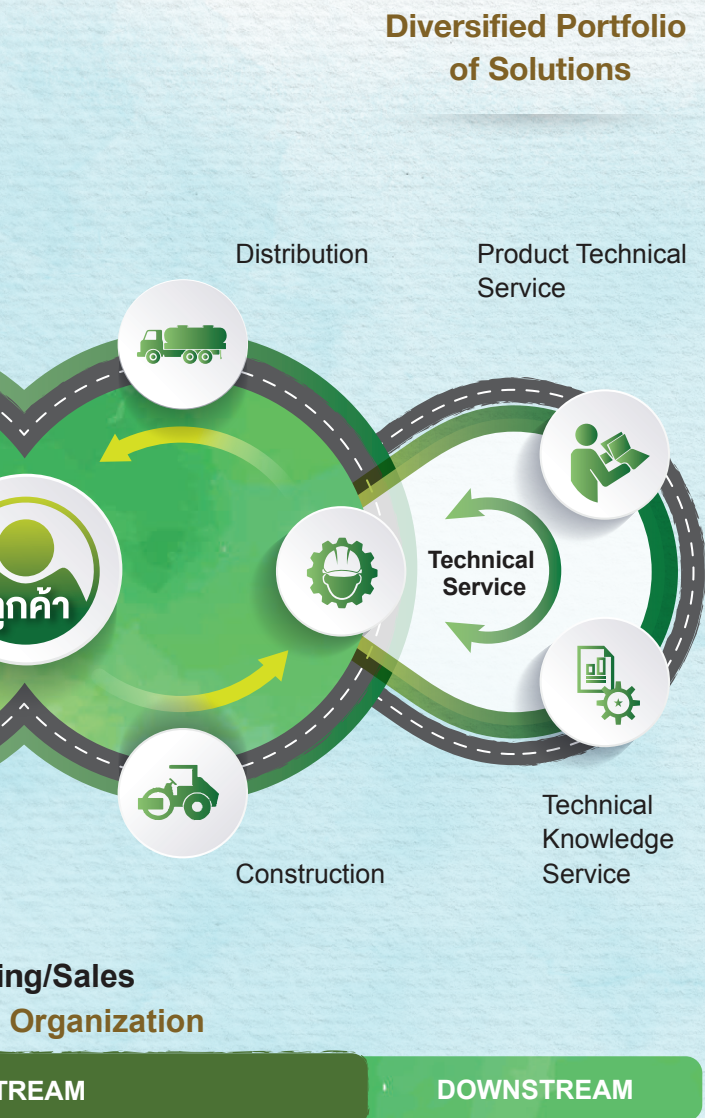 Diversified Portfolio
of Solutions
Distribution
Product Technical
Service
Technical
Service
Construction
Technical
Knowledge
Service
ing/Sales
Organization
TREAM
DOWNSTREAM